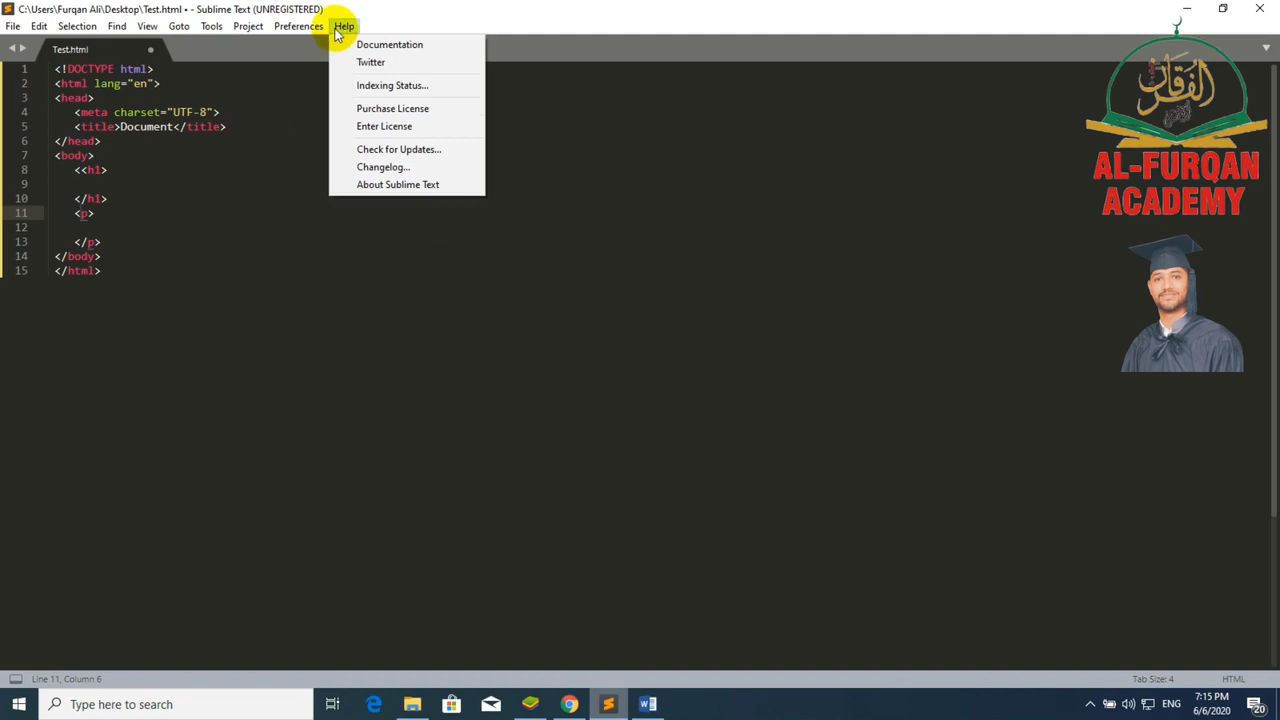 C:\Users\Furqan Ali\Desktop\Test.html • - Sublime Text (UNREGISTERED)
File Edit Selection Find View Goto Tools Project Preferences Help
Test.html
Documentation
Twitter
Indexing Status...
Purchase License
Enter License
Check for Updates...
Changelog...
About Sublime Text
1 <!DOCTYPE html>
2 <html lang="en">
3 <head>
4 <meta charset="UTF-8">
5 <title>Document</title>
6 </head>
7 <body>
8 <<h1>
9
10 </h1>
11 <p>
12
13 </p>
14 </body>
15 </html>
الفرقان
AL-FURQAN
ACADEMY
Line 11, Column 6
Tab Size: 4
HTML
Type here to search
7:15 PM
6/6/2020
20